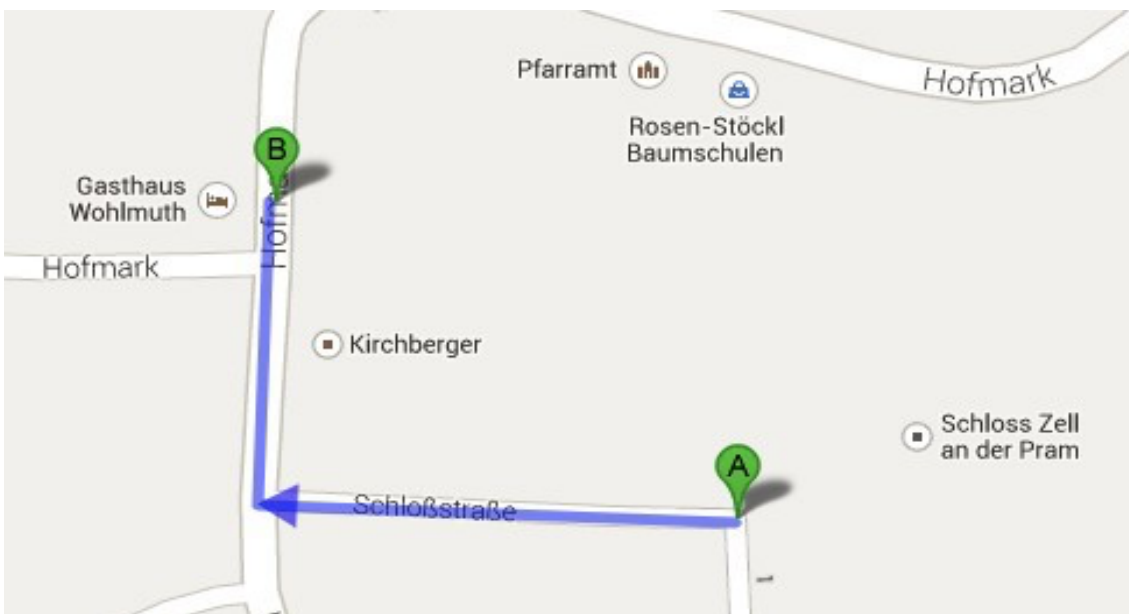 Pfarramt
Hofmark
Rosen-Stöckl
Baumschulen
B
Gasthaus
Wohlmuth
Hofmark
Kirchberger
Schloss Zell
an der Pram
A
Schloßstraße